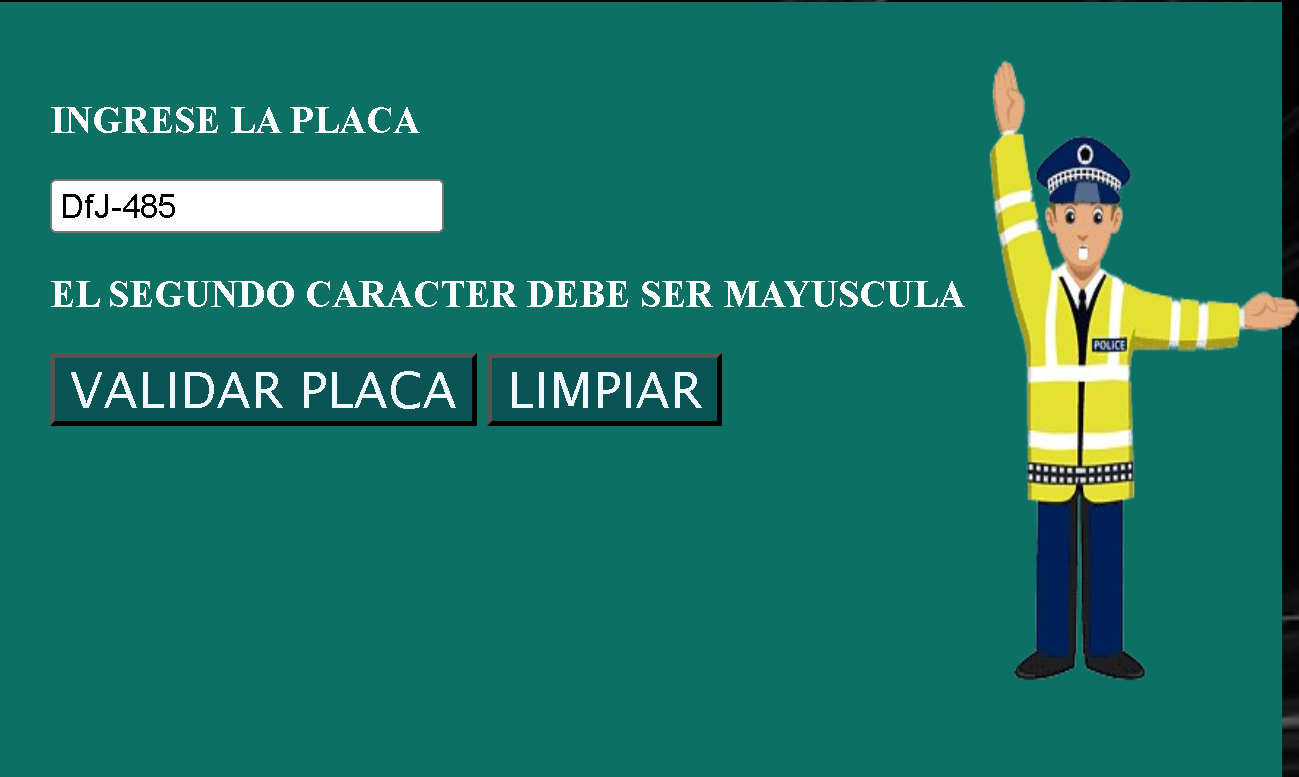 INGRESE LA PLACA
DfJ-485
EL SEGUNDO CARACTER DEBE SER MAYUSCULA
POLICE
VALIDAR PLACA LIMPIAR